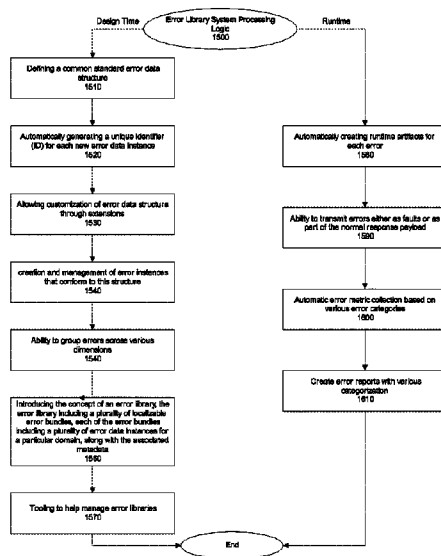 Design Time
Error Library System Processing
Logic
1500
Runtime
Defining a common standard error data
structure
1510
Automatically generating a unique identifier
(ID) for each new error data instance
1520
Allowing customization of error data structure
through extensions
1530
creation and management of error instances
that conform to this structure
1540
Ability to group errors across various
dimensions
1540
Introducing the concept of an error library, the
error library including a plurality of localizable
error bundles, each of the error bundles
including a plurality of error data instances for
a particular domain, along with the associated
metadata
1560
Tooling to help manage error libraries
1570
Automatically creating runtime artifacts for
each error
1580
Ability to transmit errors either as faults or as
part of the normal response payload
1590
Automatic error metric collection based on
various error categories
1600
Create error reports with various
categorization
1610
End